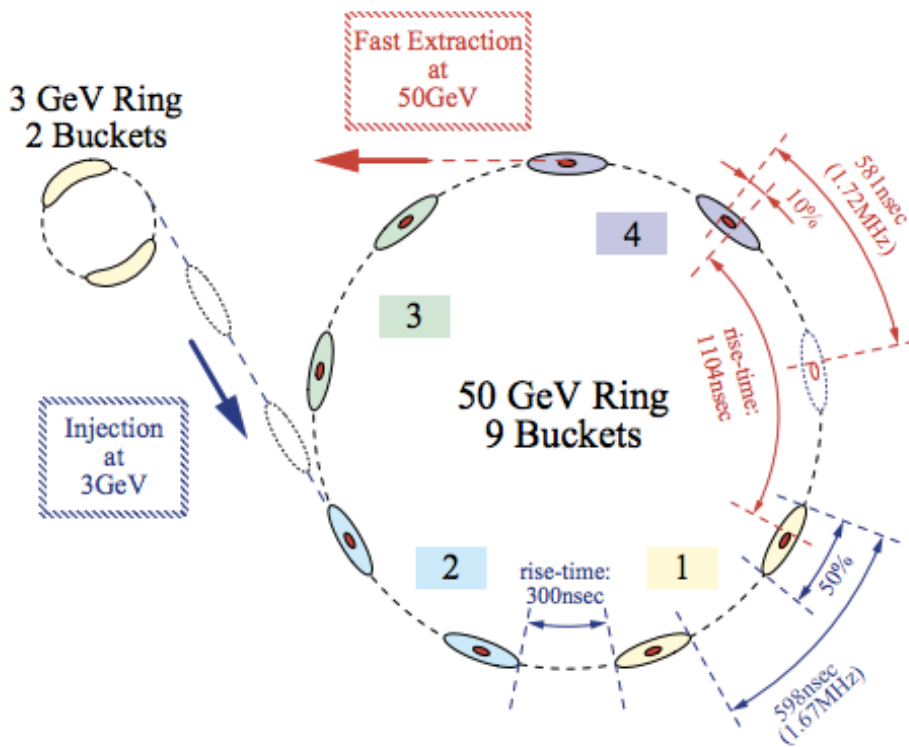 Fast Extraction
at
50GeV
3 GeV Ring
2 Buckets
581nsec
(1.72MHz)
10%
4
3
rise-time:
1104nsec
50 GeV Ring
9 Buckets
Injection
at
3GeV
2
rise-time:
300nsec
1
50%
598nsec
(1.67MHz)